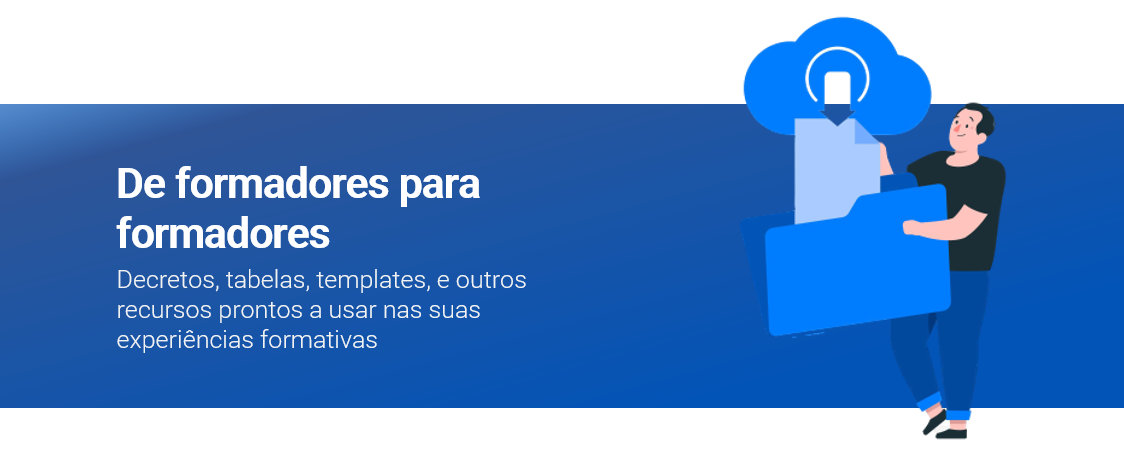 De formadores para
formadores
Decretos, tabelas, templates, e outros
recursos prontos a usar nas suas
experiências formativas